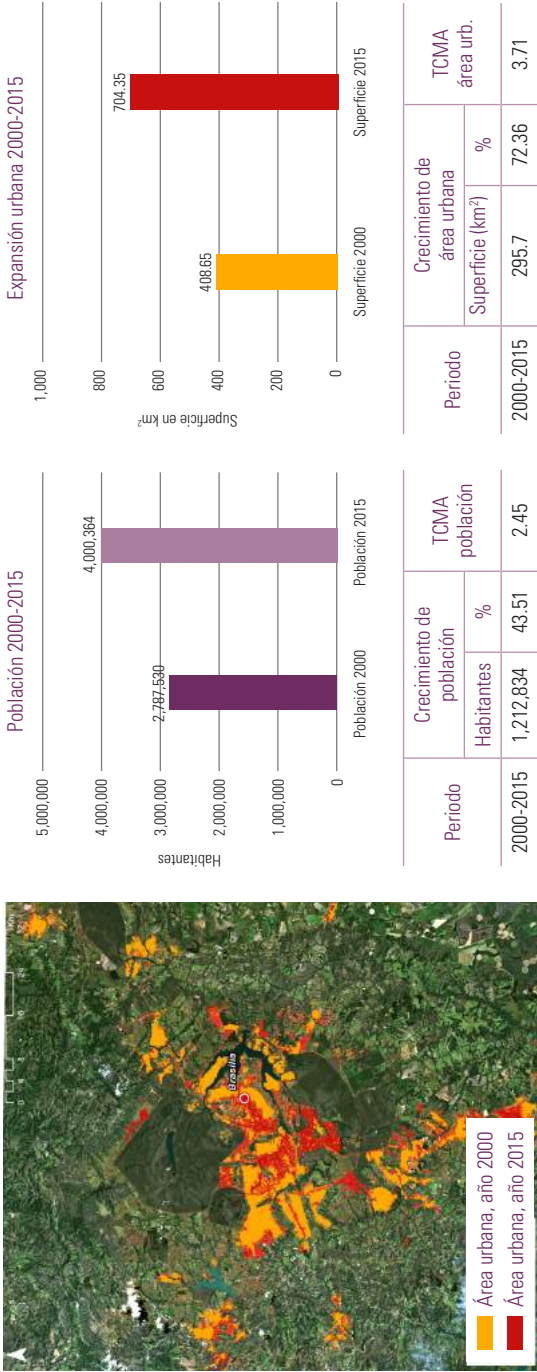 Brasilia
Área urbana, año 2000
Área urbana, año 2015
Población 2000-2015
Habitantes
5,000,000
4,000,000
3,000,000
2,000,000
1,000,000
0
2,787,530
4,000,364
Población 2000
Población 2015
Periodo
Crecimiento de
población
TCMA
población
Habitantes
%
2000-2015
1,212,834
43.51
2.45
Expansión urbana 2000-2015
Superficie en km²
1,000
800
600
400
200
0
408.65
704.35
Superficie 2000
Superficie 2015
Periodo
Crecimiento de
área urbana
TCMA
área urb.
Superficie (km²)
%
2000-2015
295.7
72.36
3.71